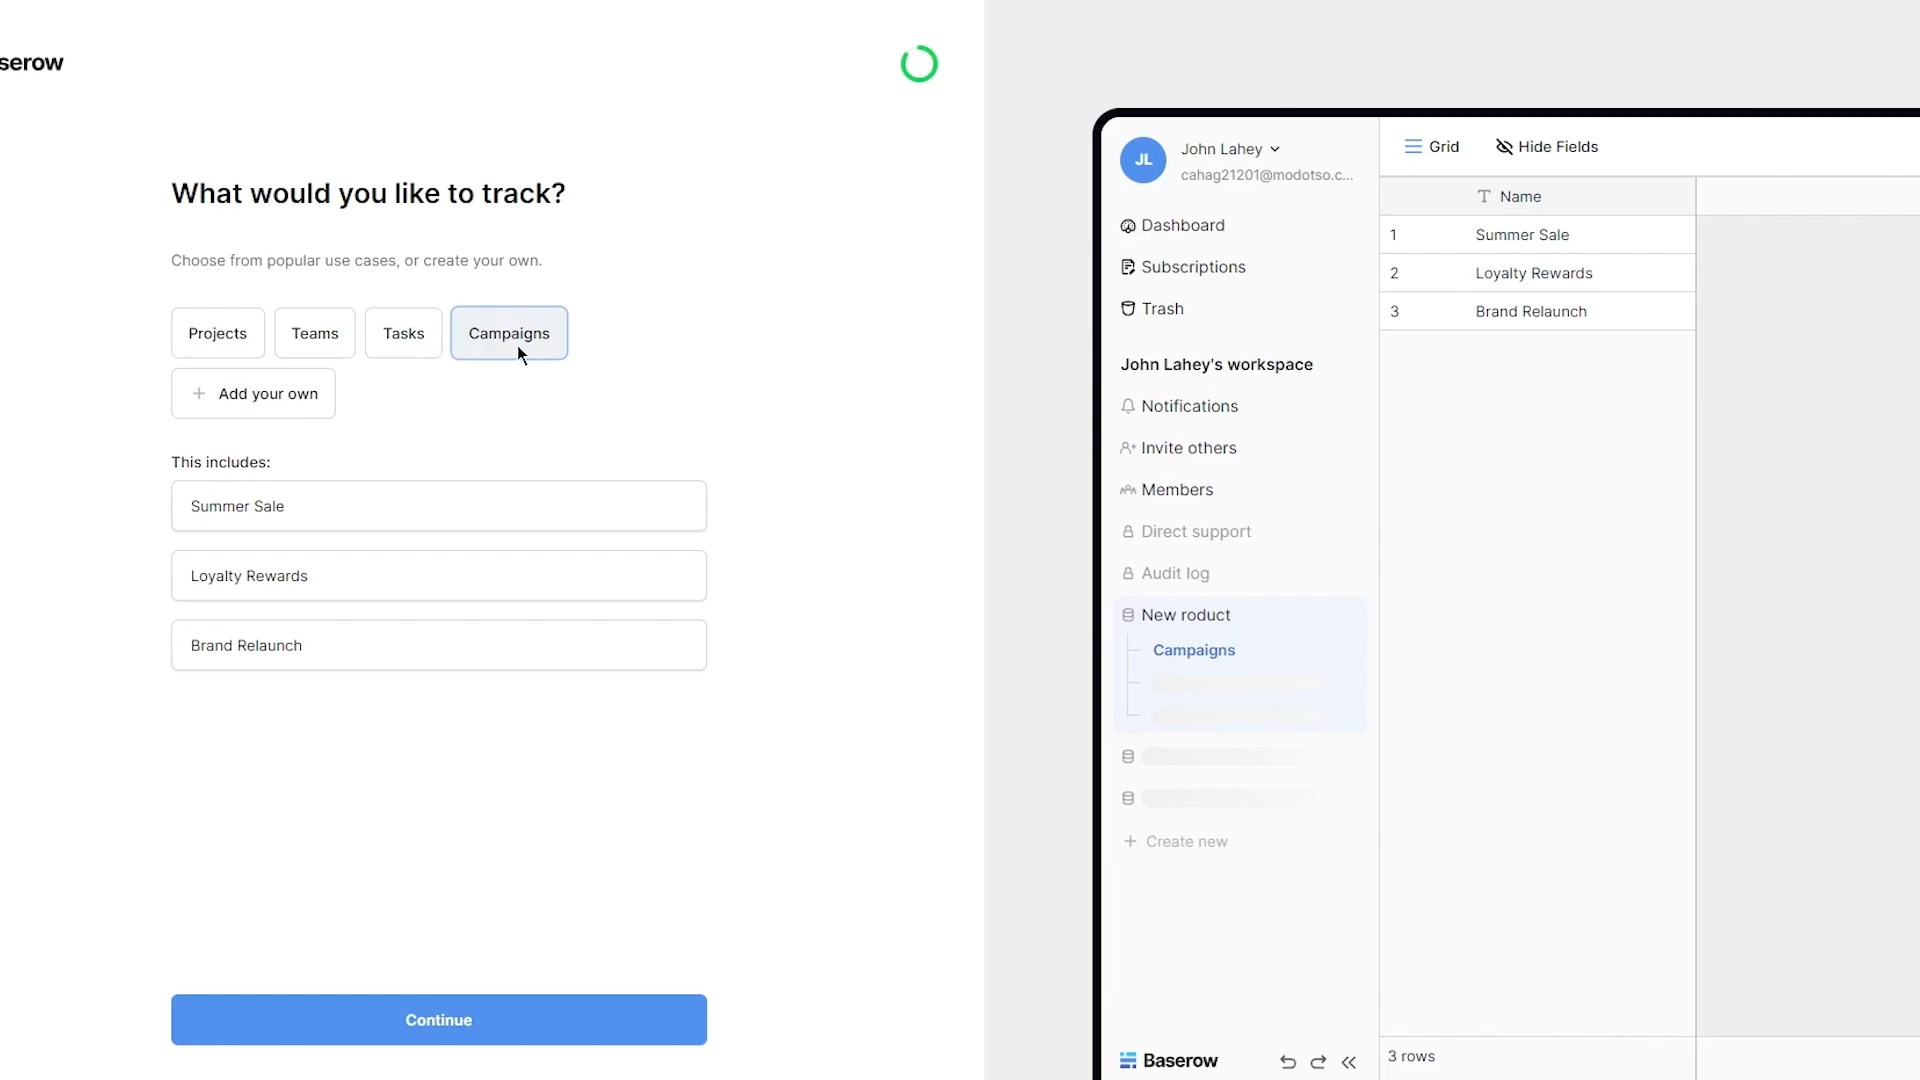 serow
What would you like to track?
Choose from popular use cases, or create your own.
Projects
Teams
Tasks
Campaigns
+ Add your own
This includes:
Summer Sale
Loyalty Rewards
Brand Relaunch
Continue
JL
John Lahey
cahag21201@modotso.c...
Dashboard
Subscriptions
Trash
John Lahey's workspace
Notifications
Invite others
Members
Direct support
Audit log
New roduct
Campaigns
+ Create new
Baserow
Grid
Hide Fields
Name
1 Summer Sale
2 Loyalty Rewards
3 Brand Relaunch
3 rows